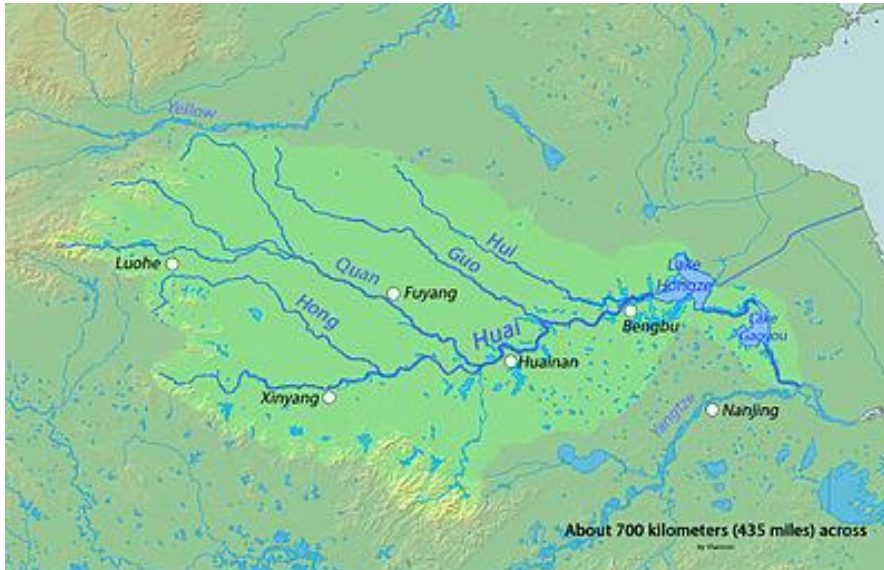 Yellow
Hui
Guo
Lake
Hongze
Luohe
Quan
Fuyang
Hong
Huai
Bengbu
Lake
Gaoyou
Huainan
Xinyang
Yangtze
Nanjing
About 700 kilometers (435 miles) across